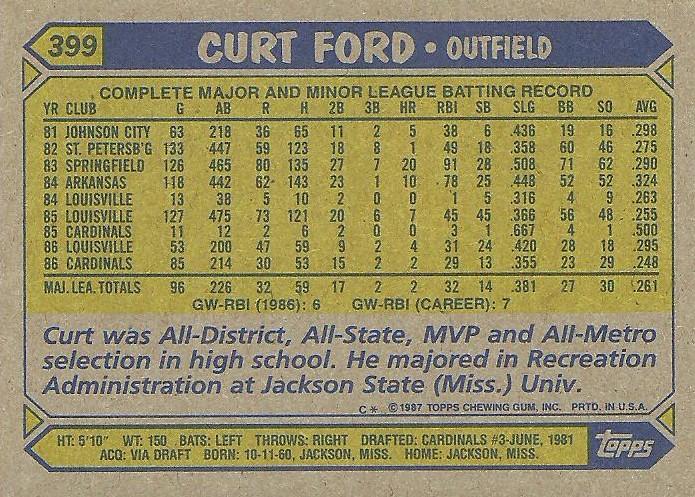 399 CURT FORD • OUTFIELD
COMPLETE MAJOR AND MINOR LEAGUE BATTING RECORD
YR CLUB G AB R H 2B 3B HR RBI SB SLG BB SO AVG
81 JOHNSON CITY 63 218 36 65 11 2 5 38 6 .436 19 16 .298
82 ST. PETERSB'G 133 447 59 123 18 8 1 49 18 .358 60 46 .275
83 SPRINGFIELD 126 465 80 135 27 7 20 91 28 .508 71 62 .290
84 ARKANSAS 118 442 62 143 23 1 10 78 25 .448 52 52 .324
84 LOUISVILLE 13 38 5 10 2 0 0 1 5 .316 4 9 .263
85 LOUISVILLE 127 475 73 121 20 6 7 45 45 .366 56 48 .255
85 CARDINALS 11 12 2 6 2 0 0 3 1 .667 4 1 .500
86 LOUISVILLE 53 200 47 59 9 2 4 31 24 .420 28 18 .295
86 CARDINALS 85 214 30 53 15 2 2 29 13 .355 23 29 .248
MAJ. LEA. TOTALS 96 226 32 59 17 2 2 32 14 .381 27 30 .261
GW-RBI (1986): 6 GW-RBI (CAREER): 7
Curt was All-District, All-State, MVP and All-Metro
selection in high school. He majored in Recreation
Administration at Jackson State (Miss.) Univ.
C* © 1987 TOPPS CHEWING GUM, INC. PRTD. IN U.S.A.
HT: 5'10" WT: 150 BATS: LEFT THROWS: RIGHT DRAFTED: CARDINALS #3-JUNE, 1981
ACQ: VIA DRAFT BORN: 10-11-60, JACKSON, MISS. HOME: JACKSON, MISS.
topps